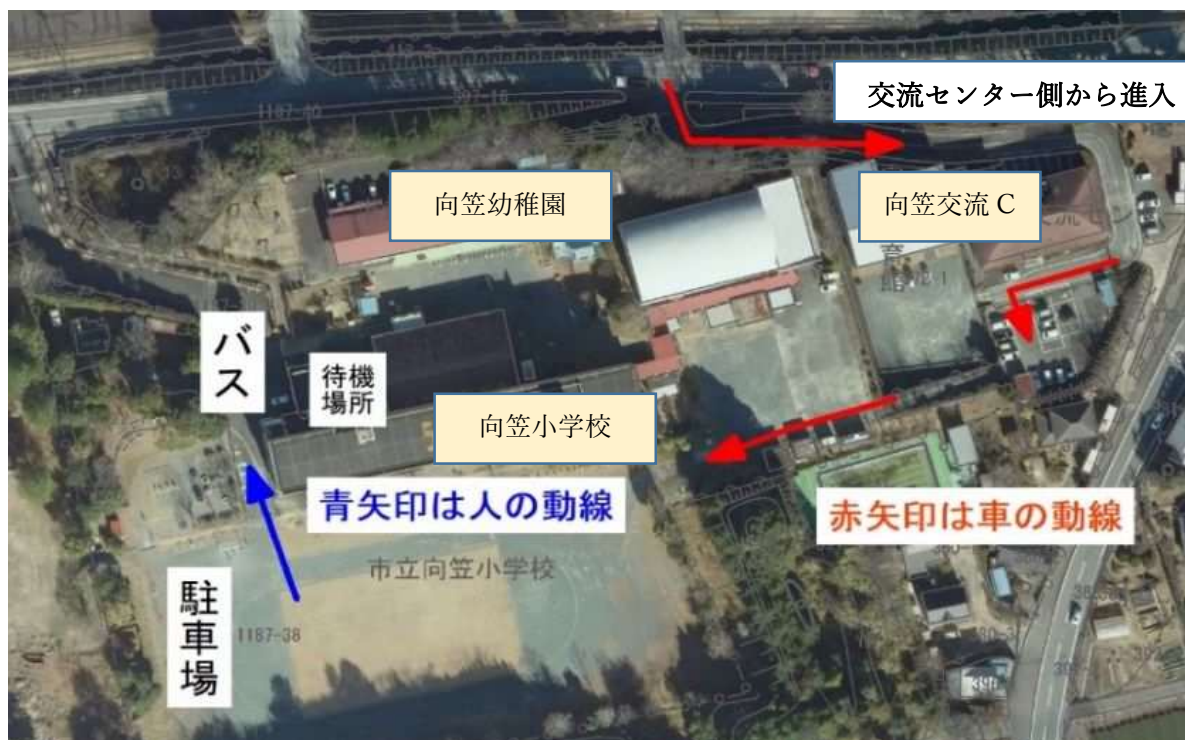 交流センター側から進入
1187-40
向笠幼稚園
向笠交流 C
バス
待機
場所
向笠小学校
青矢印は人の動線
赤矢印は車の動線
市立向笠小学校
駐車場
1187-38
390